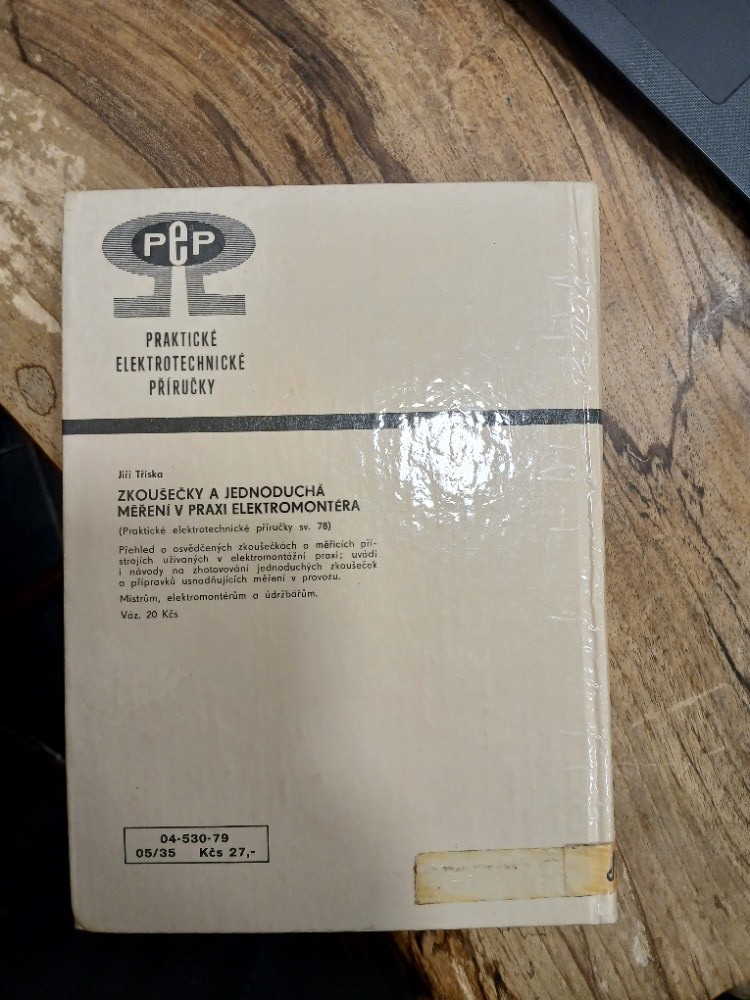 PeP
PRAKTICKÉ
ELEKTROTECHNICKÉ
PŘÍRUČKY
Jiří Tříska
ZKOUŠEČKY A JEDNODUCHÁ
MĚŘENÍ V PRAXI ELEKTROMONTÉRA
(Praktické elektrotechnické příručky sv. 78)
Přehled o osvědčených zkoušečkách a měřicích pří-
strojích užívaných v elektromontážní praxi; uvádí
i návody na zhotovování jednoduchých zkoušeček
a přípravků usnadňujících měření v provozu.
Mistrům, elektromontérům a údržbářům.
Váz. 20 Kčs
04-530-79
05/35 Kčs 27,-